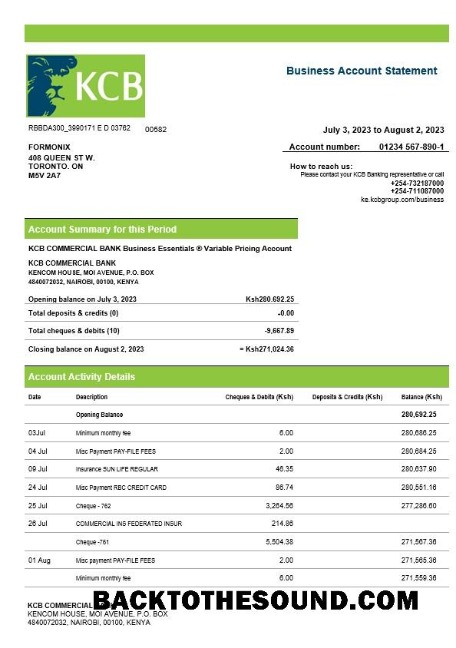 KCB
Business Account Statement
RBBDA300_3990171 E D 03762 00582
July 3, 2023 to August 2, 2023
FORMONIX
Account number: 01234 567-890-1
408 QUEEN ST W.
TORONTO. ON
M5V 2A7
How to reach us:
Please contact your KCB Banking representative or call
+254-732187000
+254-711087000
ke.kcbgroup.com/business
Account Summary for this Period
KCB COMMERCIAL BANK Business Essentials ® Variable Pricing Account
KCB COMMERCIAL BANK
KENCOM HOUSE, MOI AVENUE, P.O. BOX
4840072032, NAIROBI, 00100, KENYA
Opening balance on July 3, 2023 Ksh280.692.25
Total deposits & credits (0) -0.00
Total cheques & debits (10) -9,667.89
Closing balance on August 2, 2023 = Ksh271,024.36
Account Activity Details
Date Description Cheques & Debits (Ksh) Deposits & Credits (Ksh) Balance (Ksh)
Opening Balance 280,692.25
03Jul Minimum monthly fee 6.00 280,686.25
04 Jul Misc Payment PAY-FILE FEES 2.00 280,684.25
09 Jul Insurance SUN LIFE REGULAR 46.35 280,637.90
24 Jul Misc Payment RBC CREDIT CARD 86.74 280,551.16
25 Jul Cheque - 762 3,264.56 277,286.60
26 Jul COMMERCIAL INS FEDERATED INSUR 214.86
Cheque -761 5,504.38 271,567.36
01 Aug Misc payment PAY-FILE FEES 2.00 271,565.36
Minimum monthly fee 6.00 271,559.36
KCB COMMERCIAL
BACKTOTHESOUND.COM
KENCOM HOUSE, MOI AVENUE, P.O. BOX
4840072032, NAIROBI, 00100, KENYA